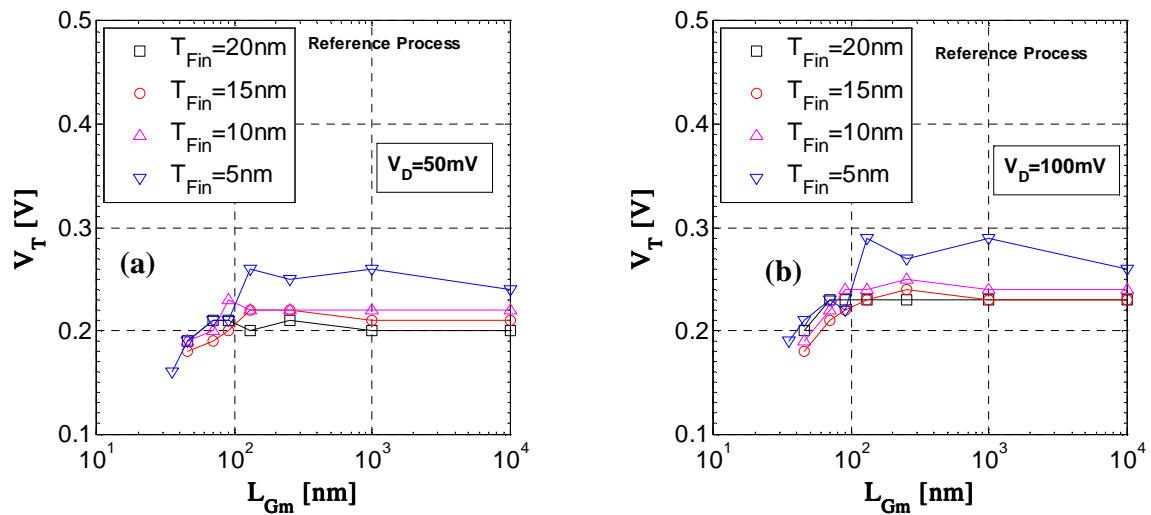 0.5
0.4
0.3
0.2
0.1
V_T [V]
T_Fin=20nm
T_Fin=15nm
T_Fin=10nm
T_Fin=5nm
Reference Process
V_D=50mV
(a)
10^1
10^2
10^3
10^4
L_Gm [nm]
0.5
0.4
0.3
0.2
0.1
V_T [V]
T_Fin=20nm
T_Fin=15nm
T_Fin=10nm
T_Fin=5nm
Reference Process
V_D=100mV
(b)
10^1
10^2
10^3
10^4
L_Gm [nm]